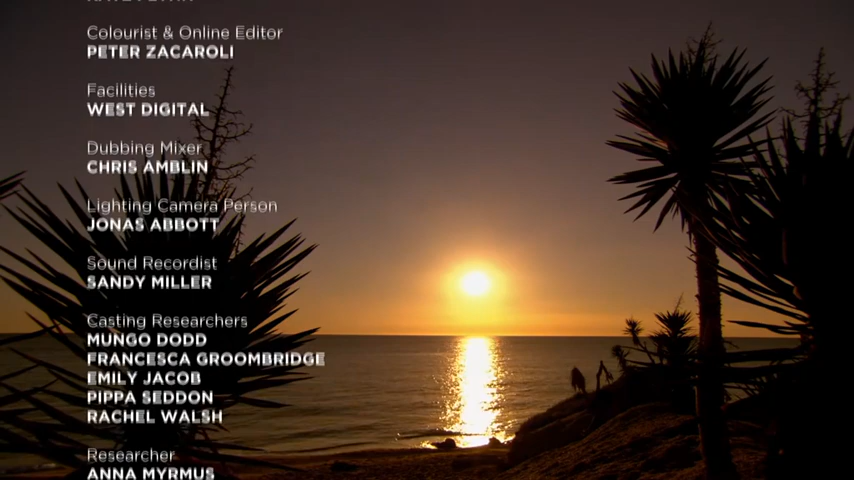 Colourist & Online Editor
PETER ZACAROLI
Facilities
WEST DIGITAL
Dubbing Mixer
CHRIS AMBLIN
Lighting Camera Person
JONAS ABBOTT
Sound Recordist
SANDY MILLER
Casting Researchers
MUNGO DODD
FRANCESCA GROOMBRIDGE
EMILY JACOB
PIPPA SEDDON
RACHEL WALSH
Researcher
ANNA MYRMUS